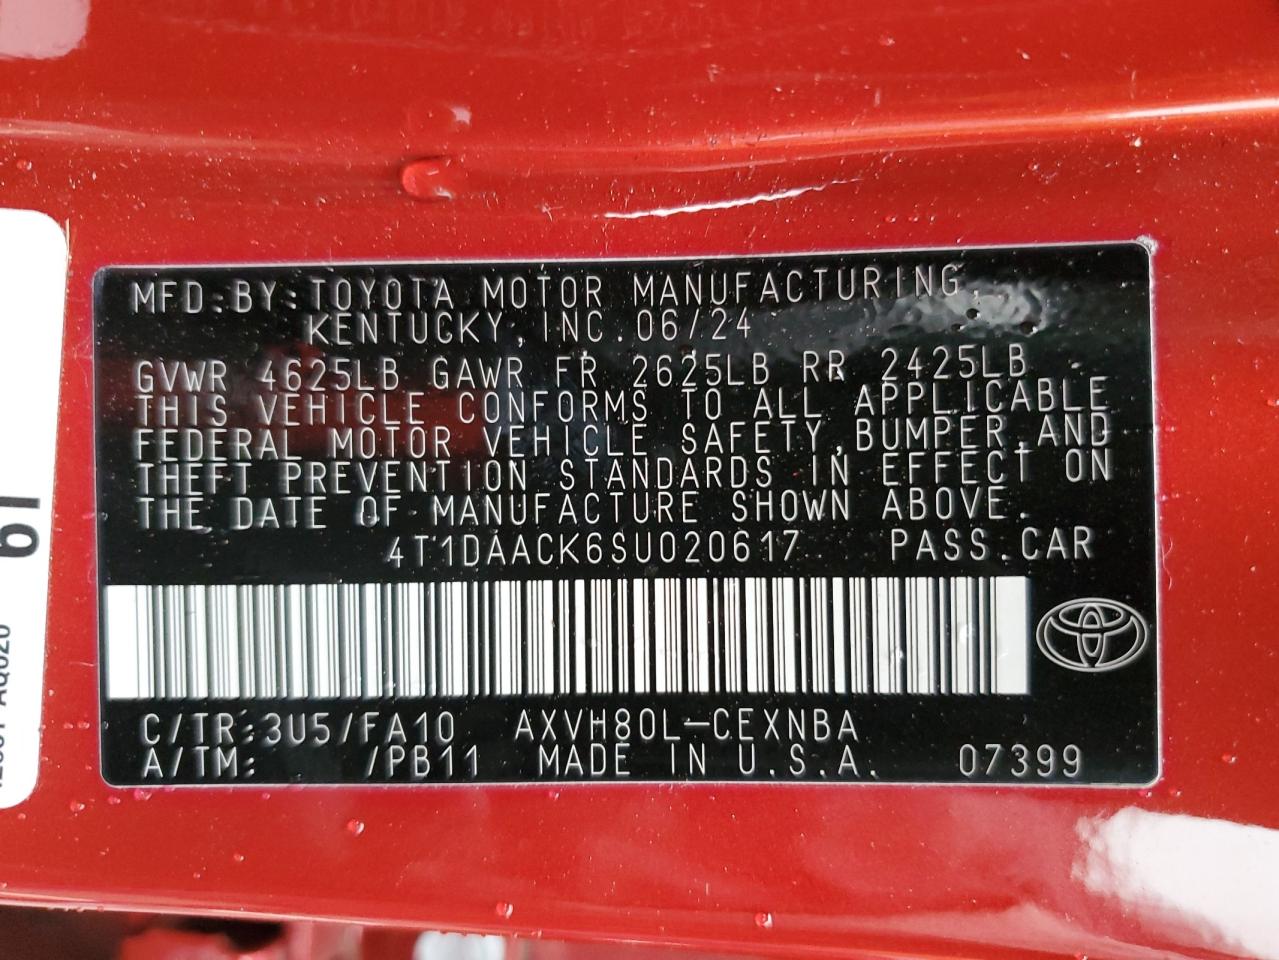 MFD.BY:TOYOTA MOTOR MANUFACTURING,
KENTUCKY, INC. 06/24
GVWR 4625LB GAWR FR 2625LB RR 2425LB
THIS VEHICLE CONFORMS TO ALL APPLICABLE
FEDERAL MOTOR VEHICLE SAFETY,BUMPER,AND
THEFT PREVENTION STANDARDS IN EFFECT ON
THE DATE OF MANUFACTURE SHOWN ABOVE.
4T1DAACK6SU020617 PASS.CAR
C/TR:3U5/FA10 AXVH80L-CEXNBA
A/TM: /PB11 MADE IN U.S.A. 07399